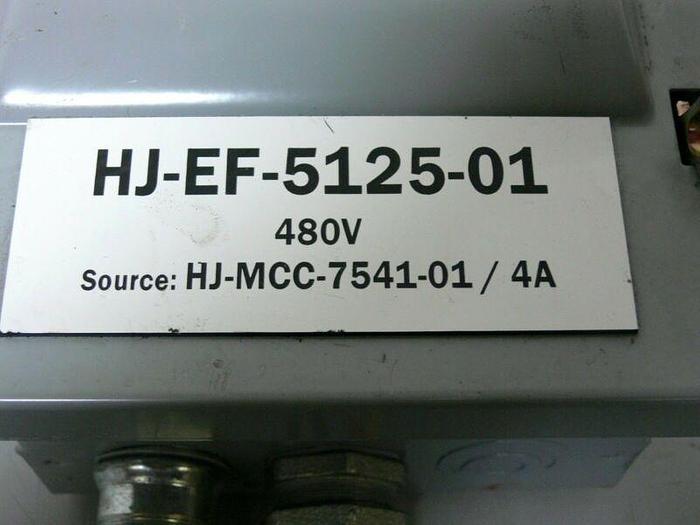 HJ-EF-5125-01
480V
Source: HJ-MCC-7541-01 / 4A